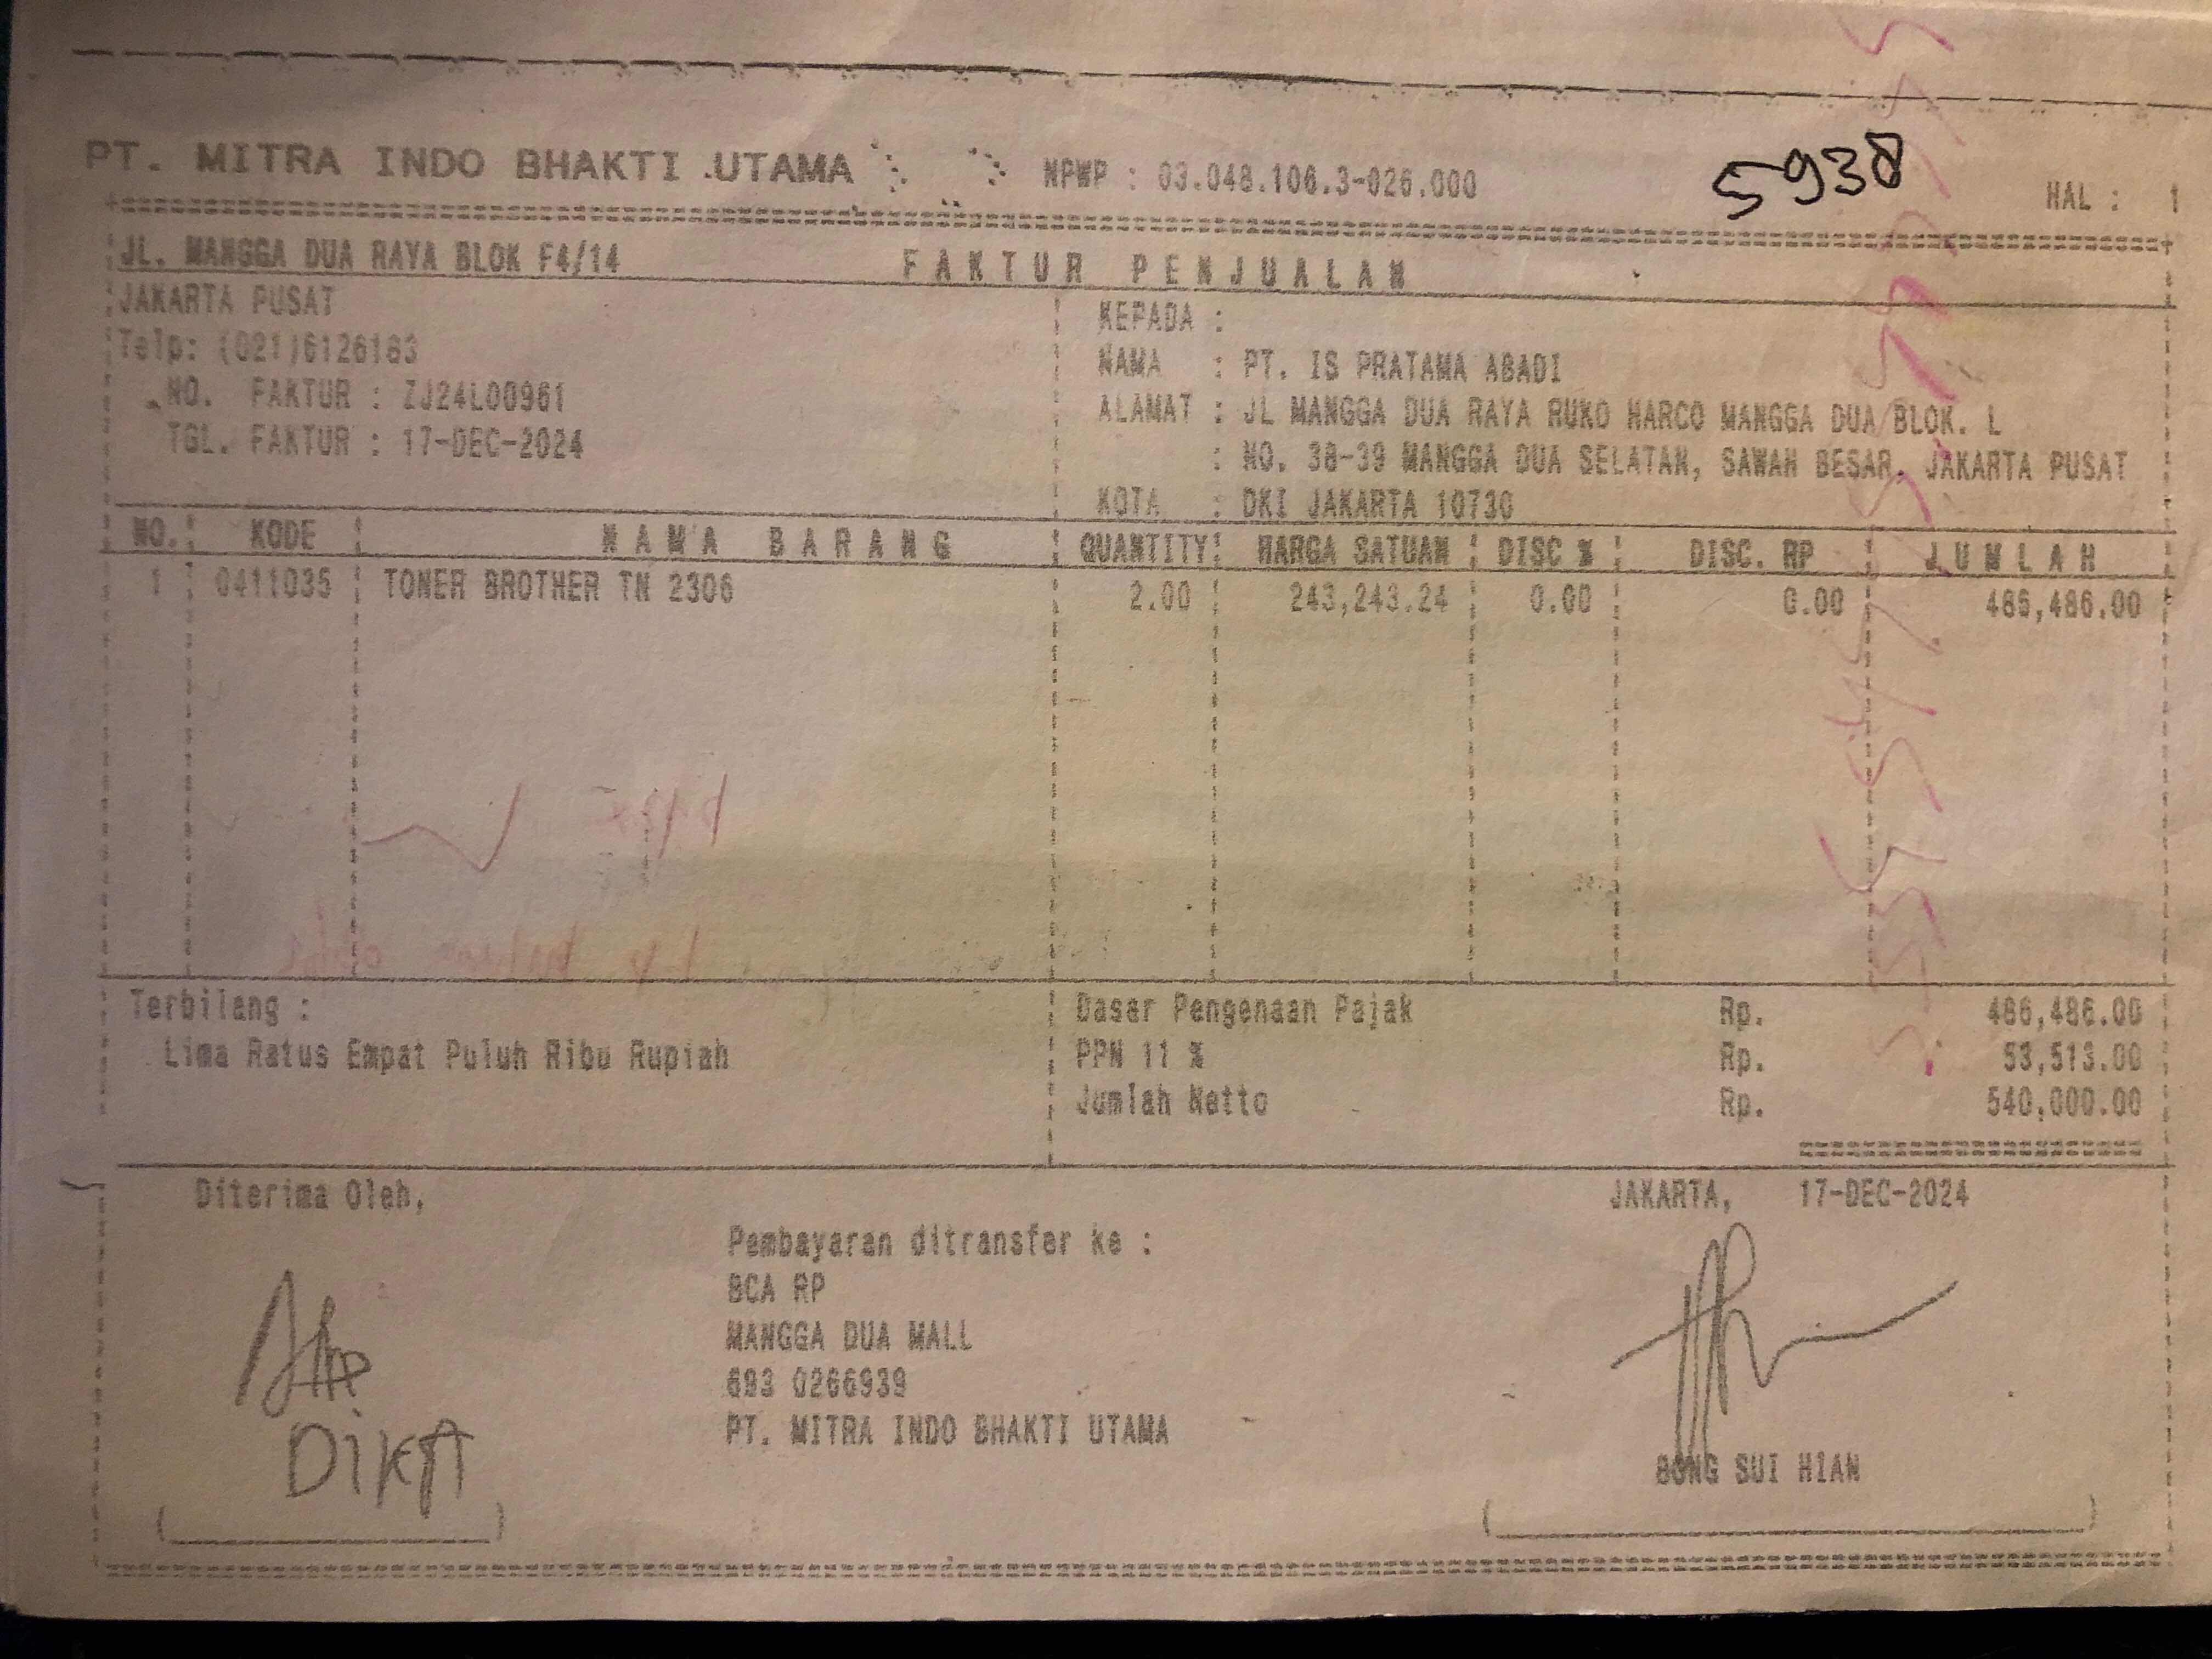 PT. MITRA INDO BHAKTI UTAMA NPWP : 03.048.106.3-026.000 5938 HAL : 1
JL. MANGGA DUA RAYA BLOK F4/14 FAKTUR PENJUALAN
JAKARTA PUSAT
Telp: (021)6126183
NO. FAKTUR : ZJ24L00961
TGL. FAKTUR : 17-DEC-2024
KEPADA :
NAMA : PT. IS PRATAMA ABADI
ALAMAT : JL MANGGA DUA RAYA RUKO HARCO MANGGA DUA BLOK. L
: NO. 38-39 MANGGA DUA SELATAN, SAWAH BESAR, JAKARTA PUSAT
KOTA : DKI JAKARTA 10730
NO. KODE NAMA BARANG QUANTITY HARGA SATUAN DISC % DISC. RP JUMLAH
1 0411035 TONER BROTHER TN 2306 2.00 243,243.24 0.00 0.00 486,486.00
Terbilang :
Lima Ratus Empat Puluh Ribu Rupiah
Dasar Pengenaan Pajak Rp. 486,486.00
PPN 11 % Rp. 53,513.00
Jumlah Netto Rp. 540,000.00
Diterima Oleh,
DIKA
Pembayaran ditransfer ke :
BCA RP
MANGGA DUA MALL
693 0266939
PT. MITRA INDO BHAKTI UTAMA
JAKARTA, 17-DEC-2024
BONG SUI HIAN